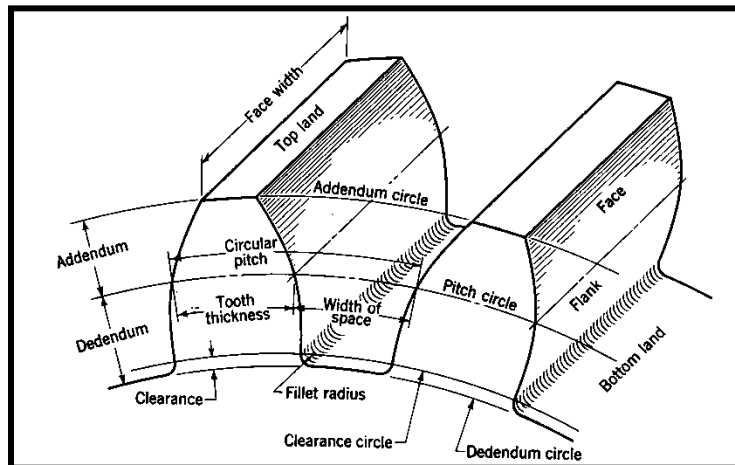 Face width
Top land
Addendum circle
Face
Addendum
Circular
pitch
Pitch circle
Flank
Tooth
thickness
Width of
space
Dedendum
Bottom land
Clearance
Fillet radius
Clearance circle
Dedendum circle